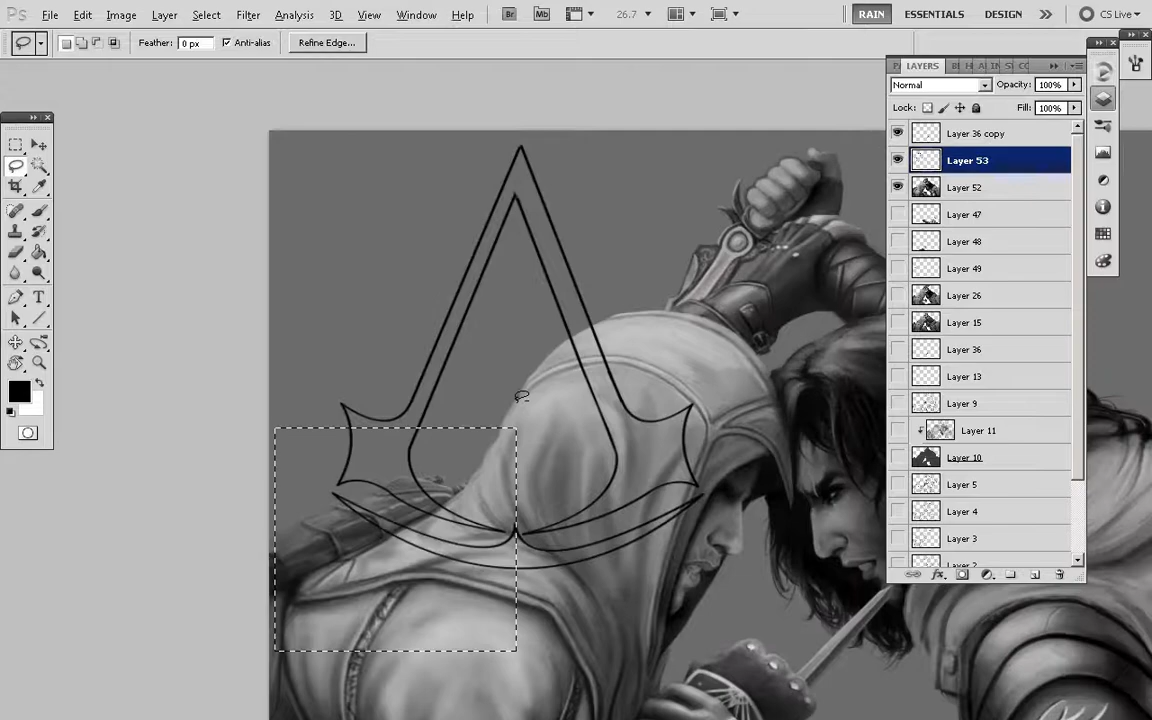 Ps File Edit Image Layer Select Filter Analysis 3D View Window Help Br Mb 26.7 RAIN ESSENTIALS DESIGN CS Live
Feather: 0 px Anti-alias Refine Edge...
LAYERS
Normal Opacity: 100%
Lock: Fill: 100%
Layer 36 copy
Layer 53
Layer 52
Layer 47
Layer 48
Layer 49
Layer 26
Layer 15
Layer 36
Layer 13
Layer 9
Layer 11
Layer 10
Layer 5
Layer 4
Layer 3